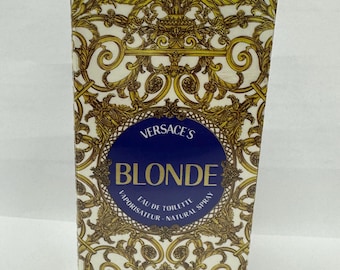 VERSACE'S
BLONDE
EAU DE TOILETTE
VAPORISATEUR - NATURAL SPRAY